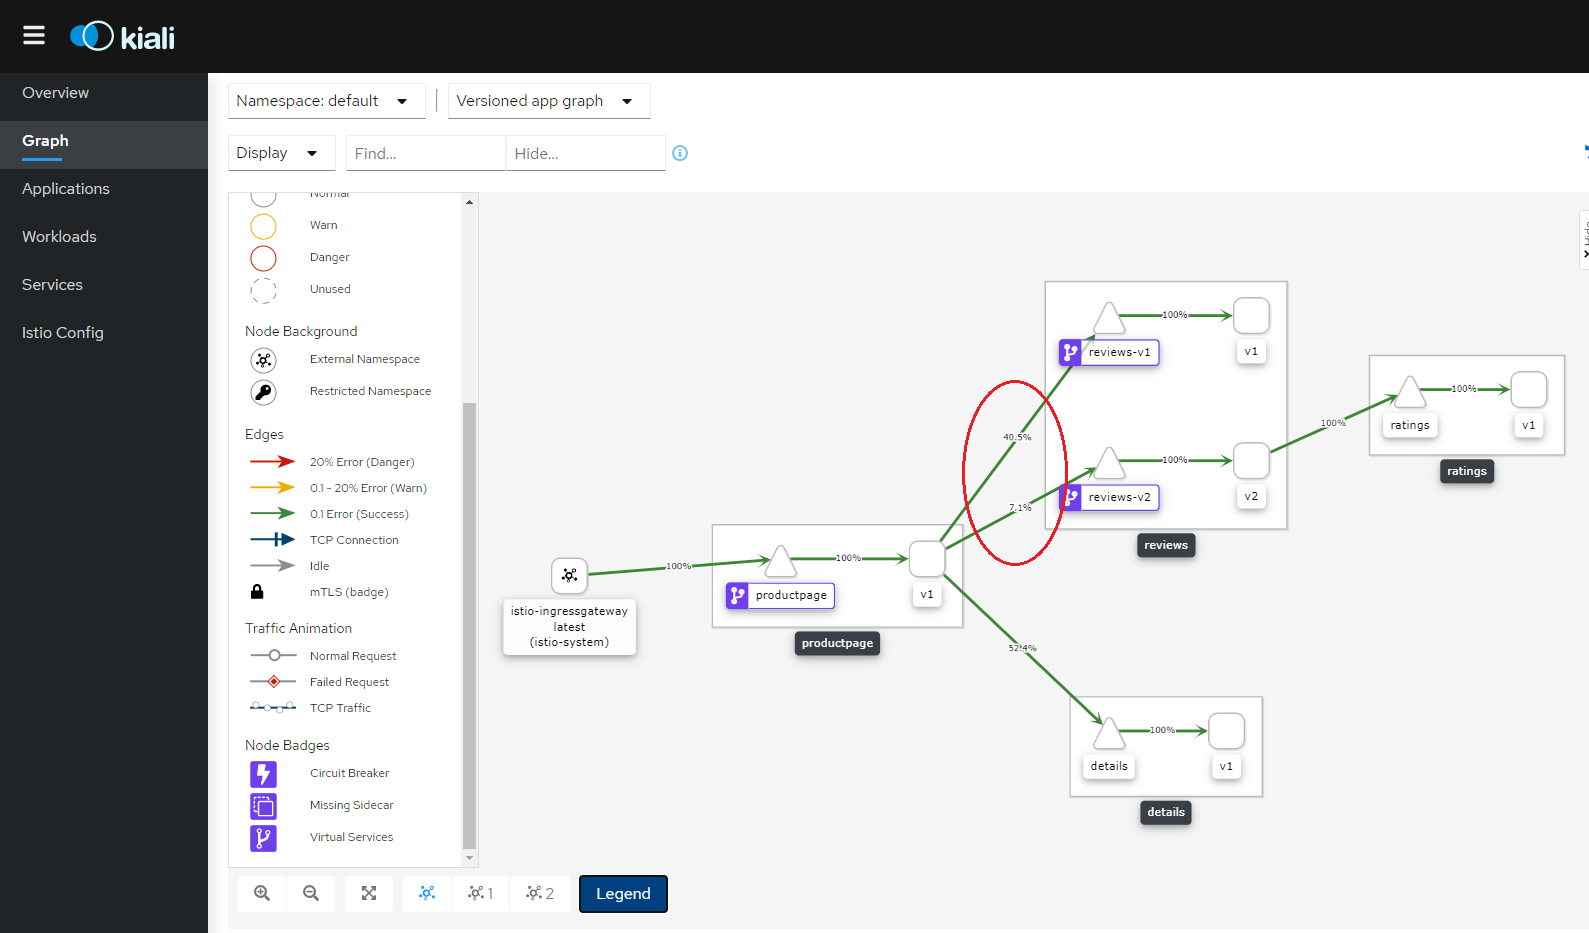 kiali
Overview
Graph
Applications
Workloads
Services
Istio Config
Namespace: default
Versioned app graph
Display
Find...
Hide...
Hide
Normal
Warn
Danger
Unused
Node Background
External Namespace
Restricted Namespace
Edges
20% Error (Danger)
0.1 - 20% Error (Warn)
0.1 Error (Success)
TCP Connection
Idle
mTLS (badge)
Traffic Animation
Normal Request
Failed Request
TCP Traffic
Node Badges
Circuit Breaker
Missing Sidecar
Virtual Services
1
2
Legend
istio-ingressgateway
latest
(istio-system)
100%
100%
productpage
v1
productpage
40.5%
7.1%
52.4%
100%
reviews-v1
v1
100%
reviews-v2
v2
reviews
100%
100%
ratings
v1
ratings
100%
details
v1
details